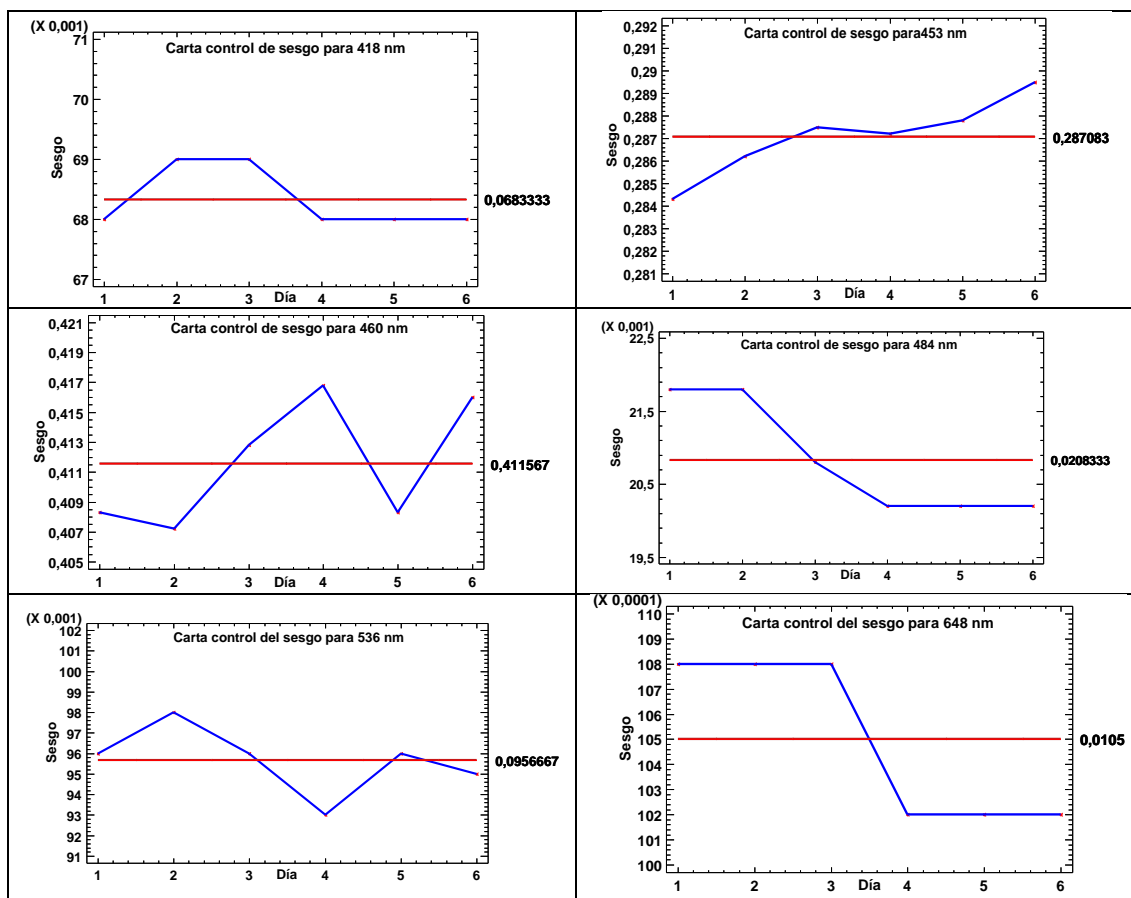 (X 0,001)
Carta control de sesgo para 418 nm
71
70
69
68
67
Sesgo
0,0683333
1 2 3 4 5 6
Día
Carta control de sesgo para453 nm
0,292
0,291
0,29
0,289
0,288
0,287
0,286
0,285
0,284
0,283
0,282
0,281
Sesgo
0,287083
1 2 3 4 5 6
Día
Carta control de sesgo para 460 nm
0,421
0,419
0,417
0,415
0,413
0,411
0,409
0,407
0,405
Sesgo
0,411567
1 2 3 4 5 6
Día
(X 0,001)
Carta control de sesgo para 484 nm
22,5
21,5
20,5
19,5
Sesgo
0,0208333
1 2 3 4 5 6
Día
(X 0,001)
Carta control del sesgo para 536 nm
102
101
100
99
98
97
96
95
94
93
92
91
Sesgo
0,0956667
1 2 3 4 5 6
Día
(X 0,0001)
Carta control del sesgo para 648 nm
110
109
108
107
106
105
104
103
102
101
100
Sesgo
0,0105
1 2 3 4 5 6
Día